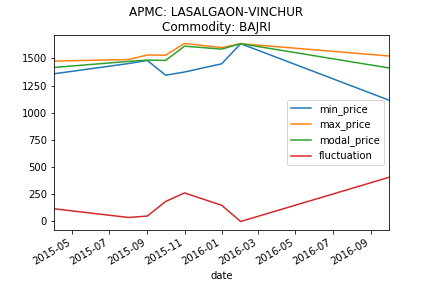 APMC: LASALGAON-VINCHUR
Commodity: BAJRI
1500
1250
1000
750
500
250
0
min_price
max_price
modal_price
fluctuation
2015-05
2015-07
2015-09
2015-11
2016-01
2016-03
2016-05
2016-07
2016-09
date